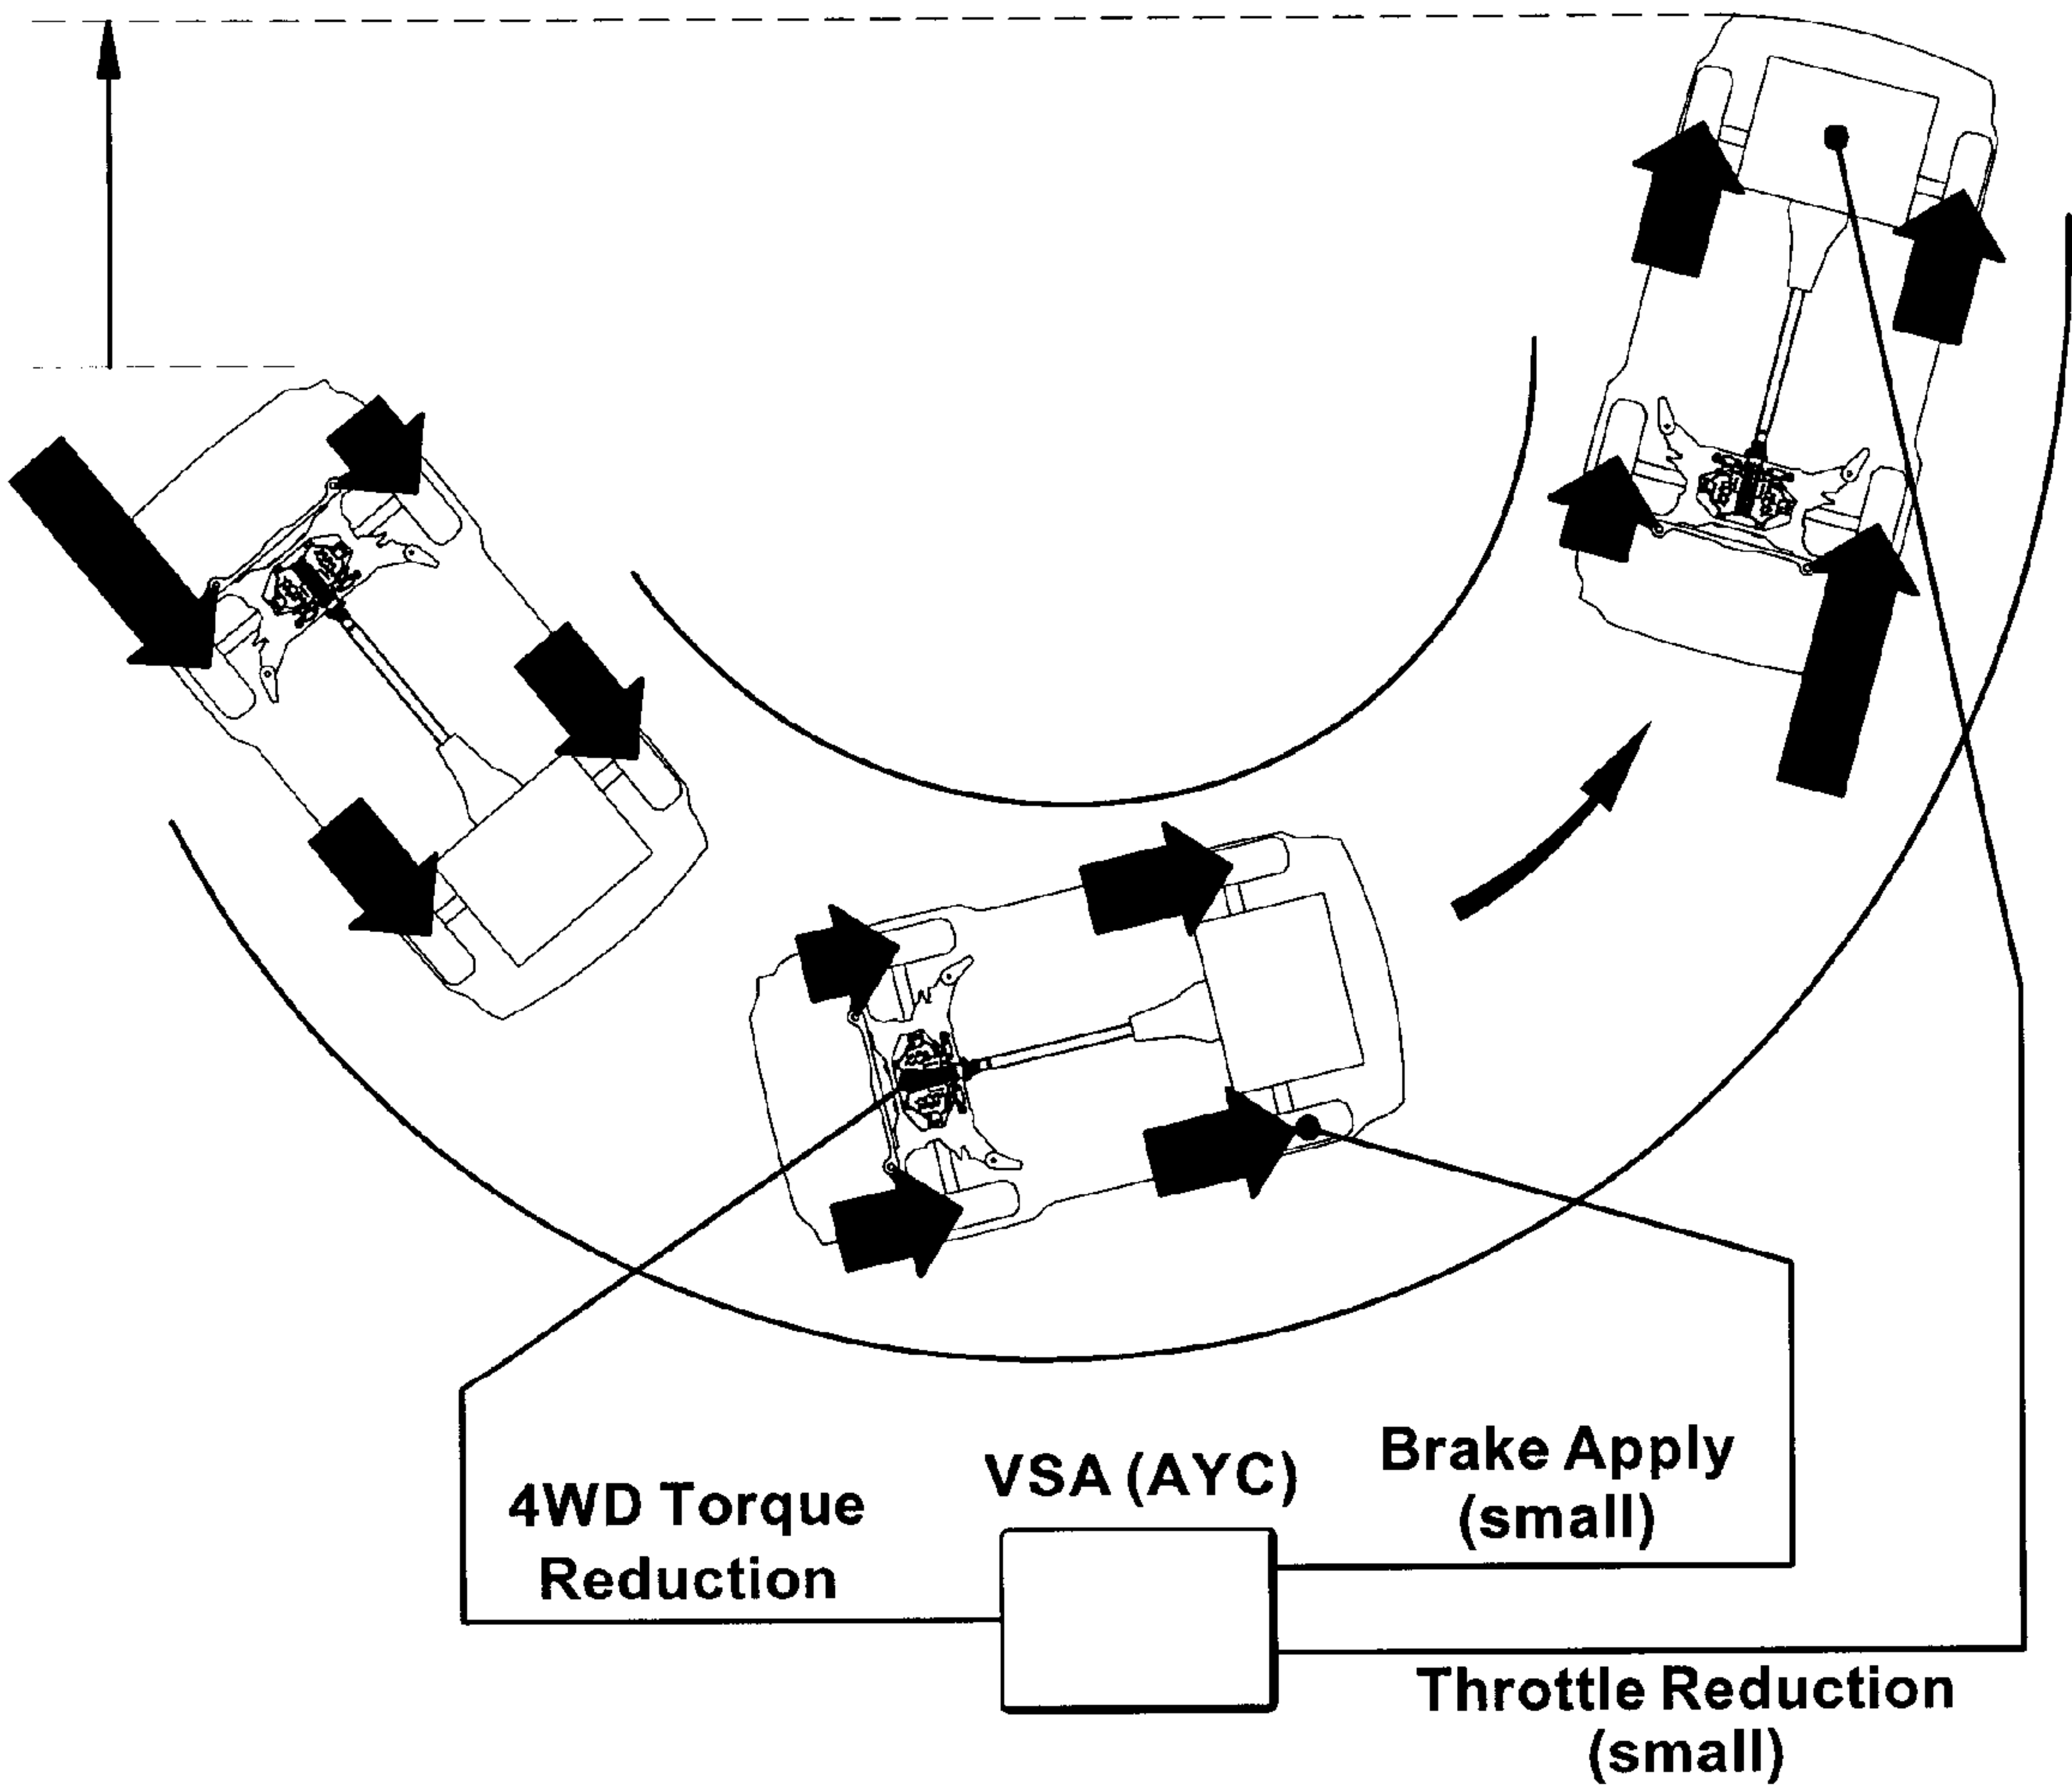 VSA (AYC)
4WD Torque
Reduction
Brake Apply
(small)
Throttle Reduction
(small)